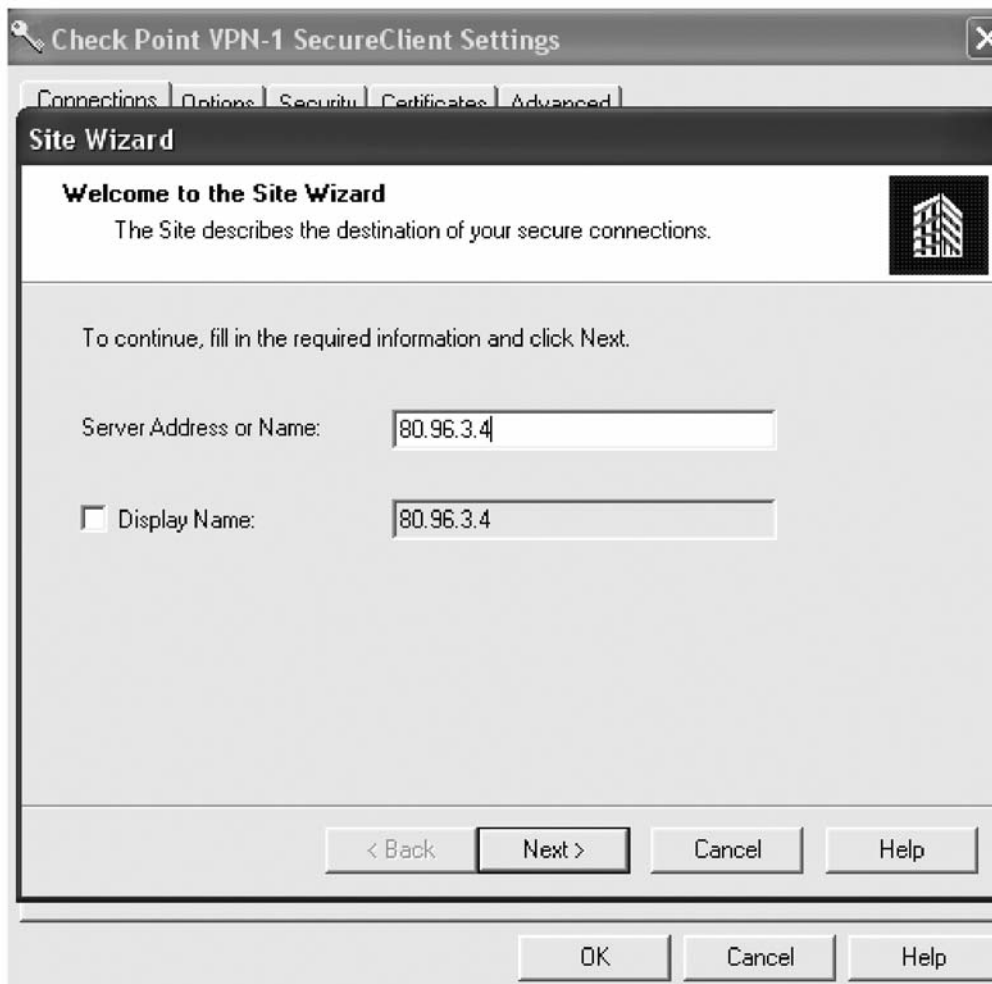 Check Point VPN-1 SecureClient Settings
Connections Options Security Certificates Advanced
Site Wizard
Welcome to the Site Wizard
The Site describes the destination of your secure connections.
To continue, fill in the required information and click Next.
Server Address or Name: 80.96.3.4
Display Name: 80.96.3.4
< Back Next > Cancel Help
OK Cancel Help